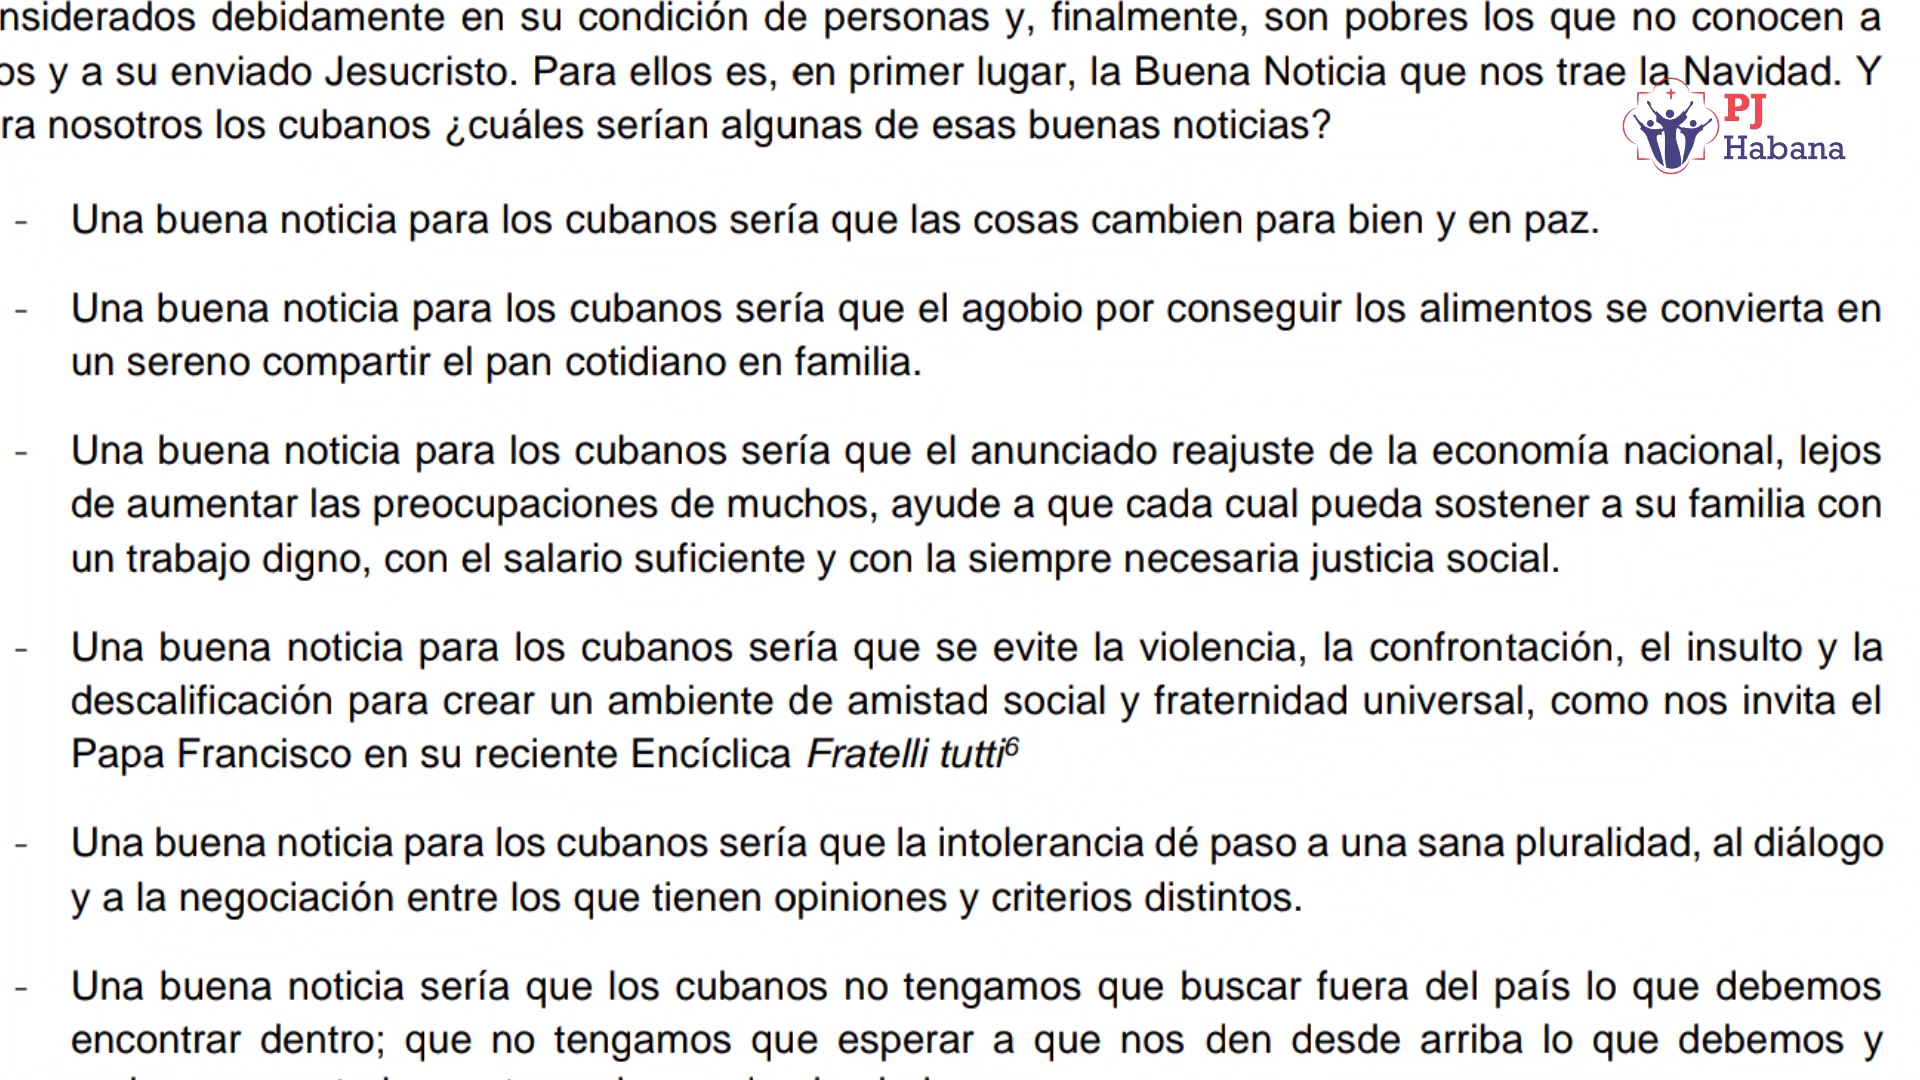 nsiderados debidamente en su condición de personas y, finalmente, son pobres los que no conocen a
os y a su enviado Jesucristo. Para ellos es, en primer lugar, la Buena Noticia que nos trae la Navidad. Y
ra nosotros los cubanos ¿cuáles serían algunas de esas buenas noticias?
PJ
Habana
- Una buena noticia para los cubanos sería que las cosas cambien para bien y en paz.
- Una buena noticia para los cubanos sería que el agobio por conseguir los alimentos se convierta en
un sereno compartir el pan cotidiano en familia.
- Una buena noticia para los cubanos sería que el anunciado reajuste de la economía nacional, lejos
de aumentar las preocupaciones de muchos, ayude a que cada cual pueda sostener a su familia con
un trabajo digno, con el salario suficiente y con la siempre necesaria justicia social.
- Una buena noticia para los cubanos sería que se evite la violencia, la confrontación, el insulto y la
descalificación para crear un ambiente de amistad social y fraternidad universal, como nos invita el
Papa Francisco en su reciente Encíclica Fratelli tutti⁶
- Una buena noticia para los cubanos sería que la intolerancia dé paso a una sana pluralidad, al diálogo
y a la negociación entre los que tienen opiniones y criterios distintos.
- Una buena noticia sería que los cubanos no tengamos que buscar fuera del país lo que debemos
encontrar dentro; que no tengamos que esperar a que nos den desde arriba lo que debemos y